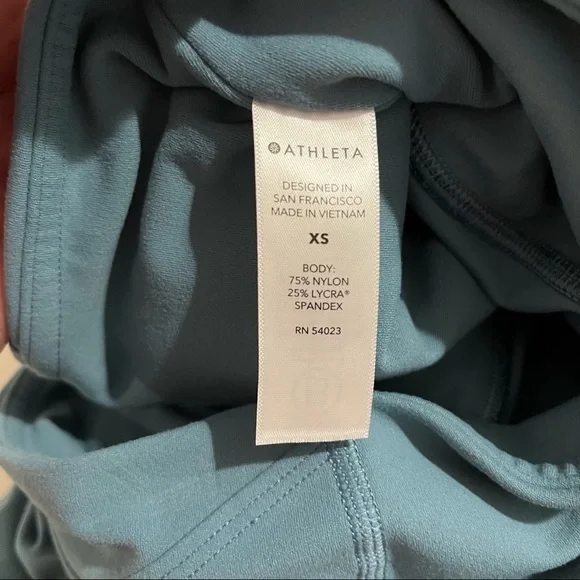 ATHLETA
DESIGNED IN
SAN FRANCISCO
MADE IN VIETNAM
XS
BODY:
75% NYLON
25% LYCRA®
SPANDEX
RN 54023